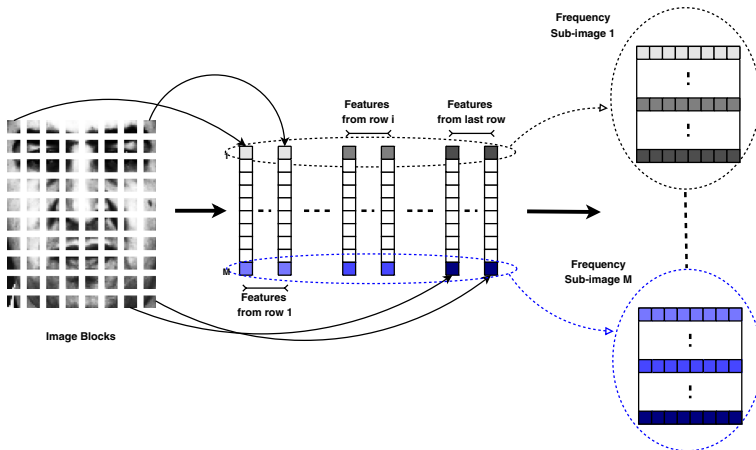 Frequency
Sub-image 1
Features
from row i
Features
from last row
M
Features
from row 1
Image Blocks
Frequency
Sub-image M